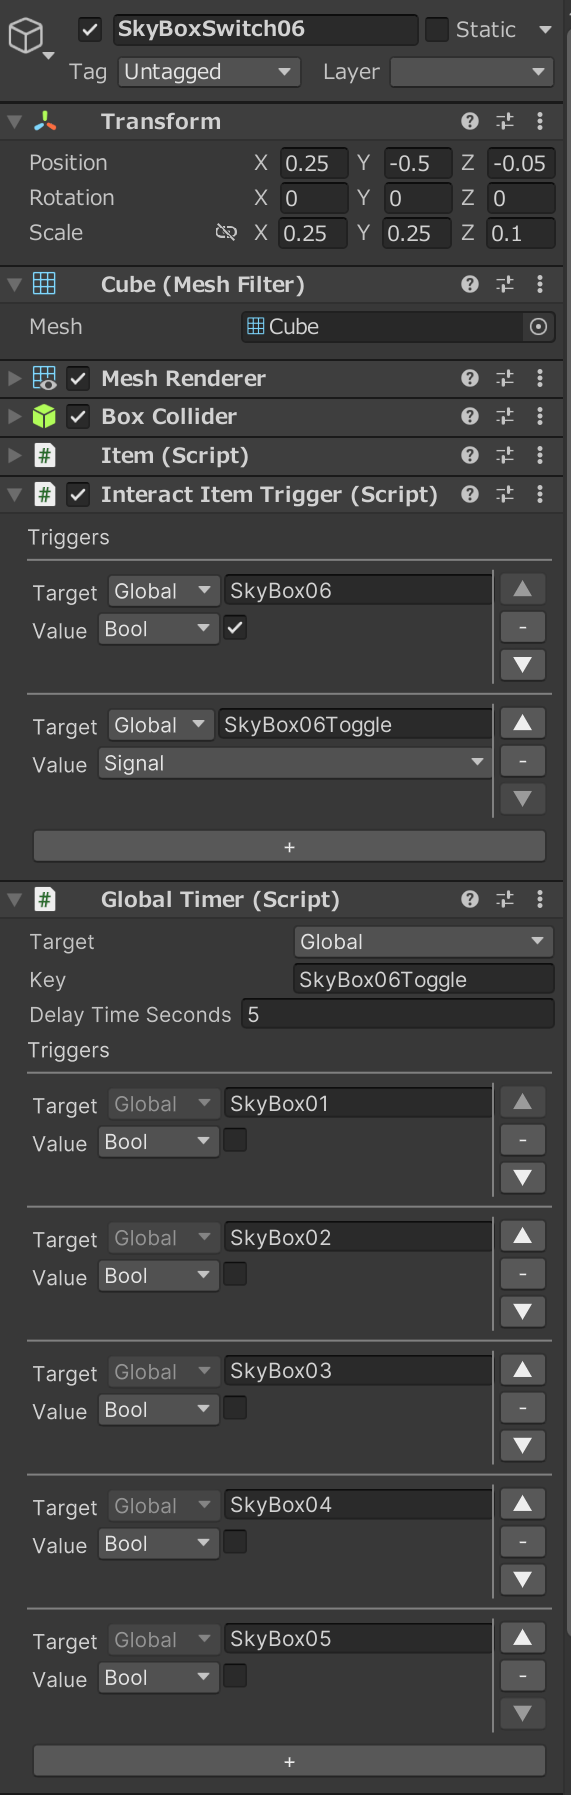 SkyBoxSwitch06 Static
Tag Untagged Layer
Transform
Position X 0.25 Y -0.5 Z -0.05
Rotation X 0 Y 0 Z 0
Scale X 0.25 Y 0.25 Z 0.1
Cube (Mesh Filter)
Mesh Cube
Mesh Renderer
Box Collider
# Item (Script)
# Interact Item Trigger (Script)
Triggers
Target Global SkyBox06
Value Bool
-
Target Global SkyBox06Toggle
Value Signal -
+
# Global Timer (Script)
Target Global
Key SkyBox06Toggle
Delay Time Seconds 5
Triggers
Target Global SkyBox01
Value Bool -
Target Global SkyBox02
Value Bool -
Target Global SkyBox03
Value Bool -
Target Global SkyBox04
Value Bool -
Target Global SkyBox05
Value Bool -
+